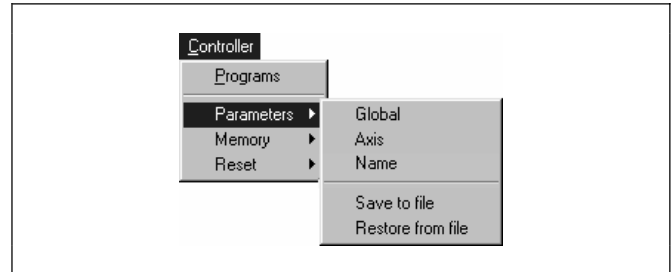 Controller
Programs
Parameters
Memory
Reset
Global
Axis
Name
Save to file
Restore from file